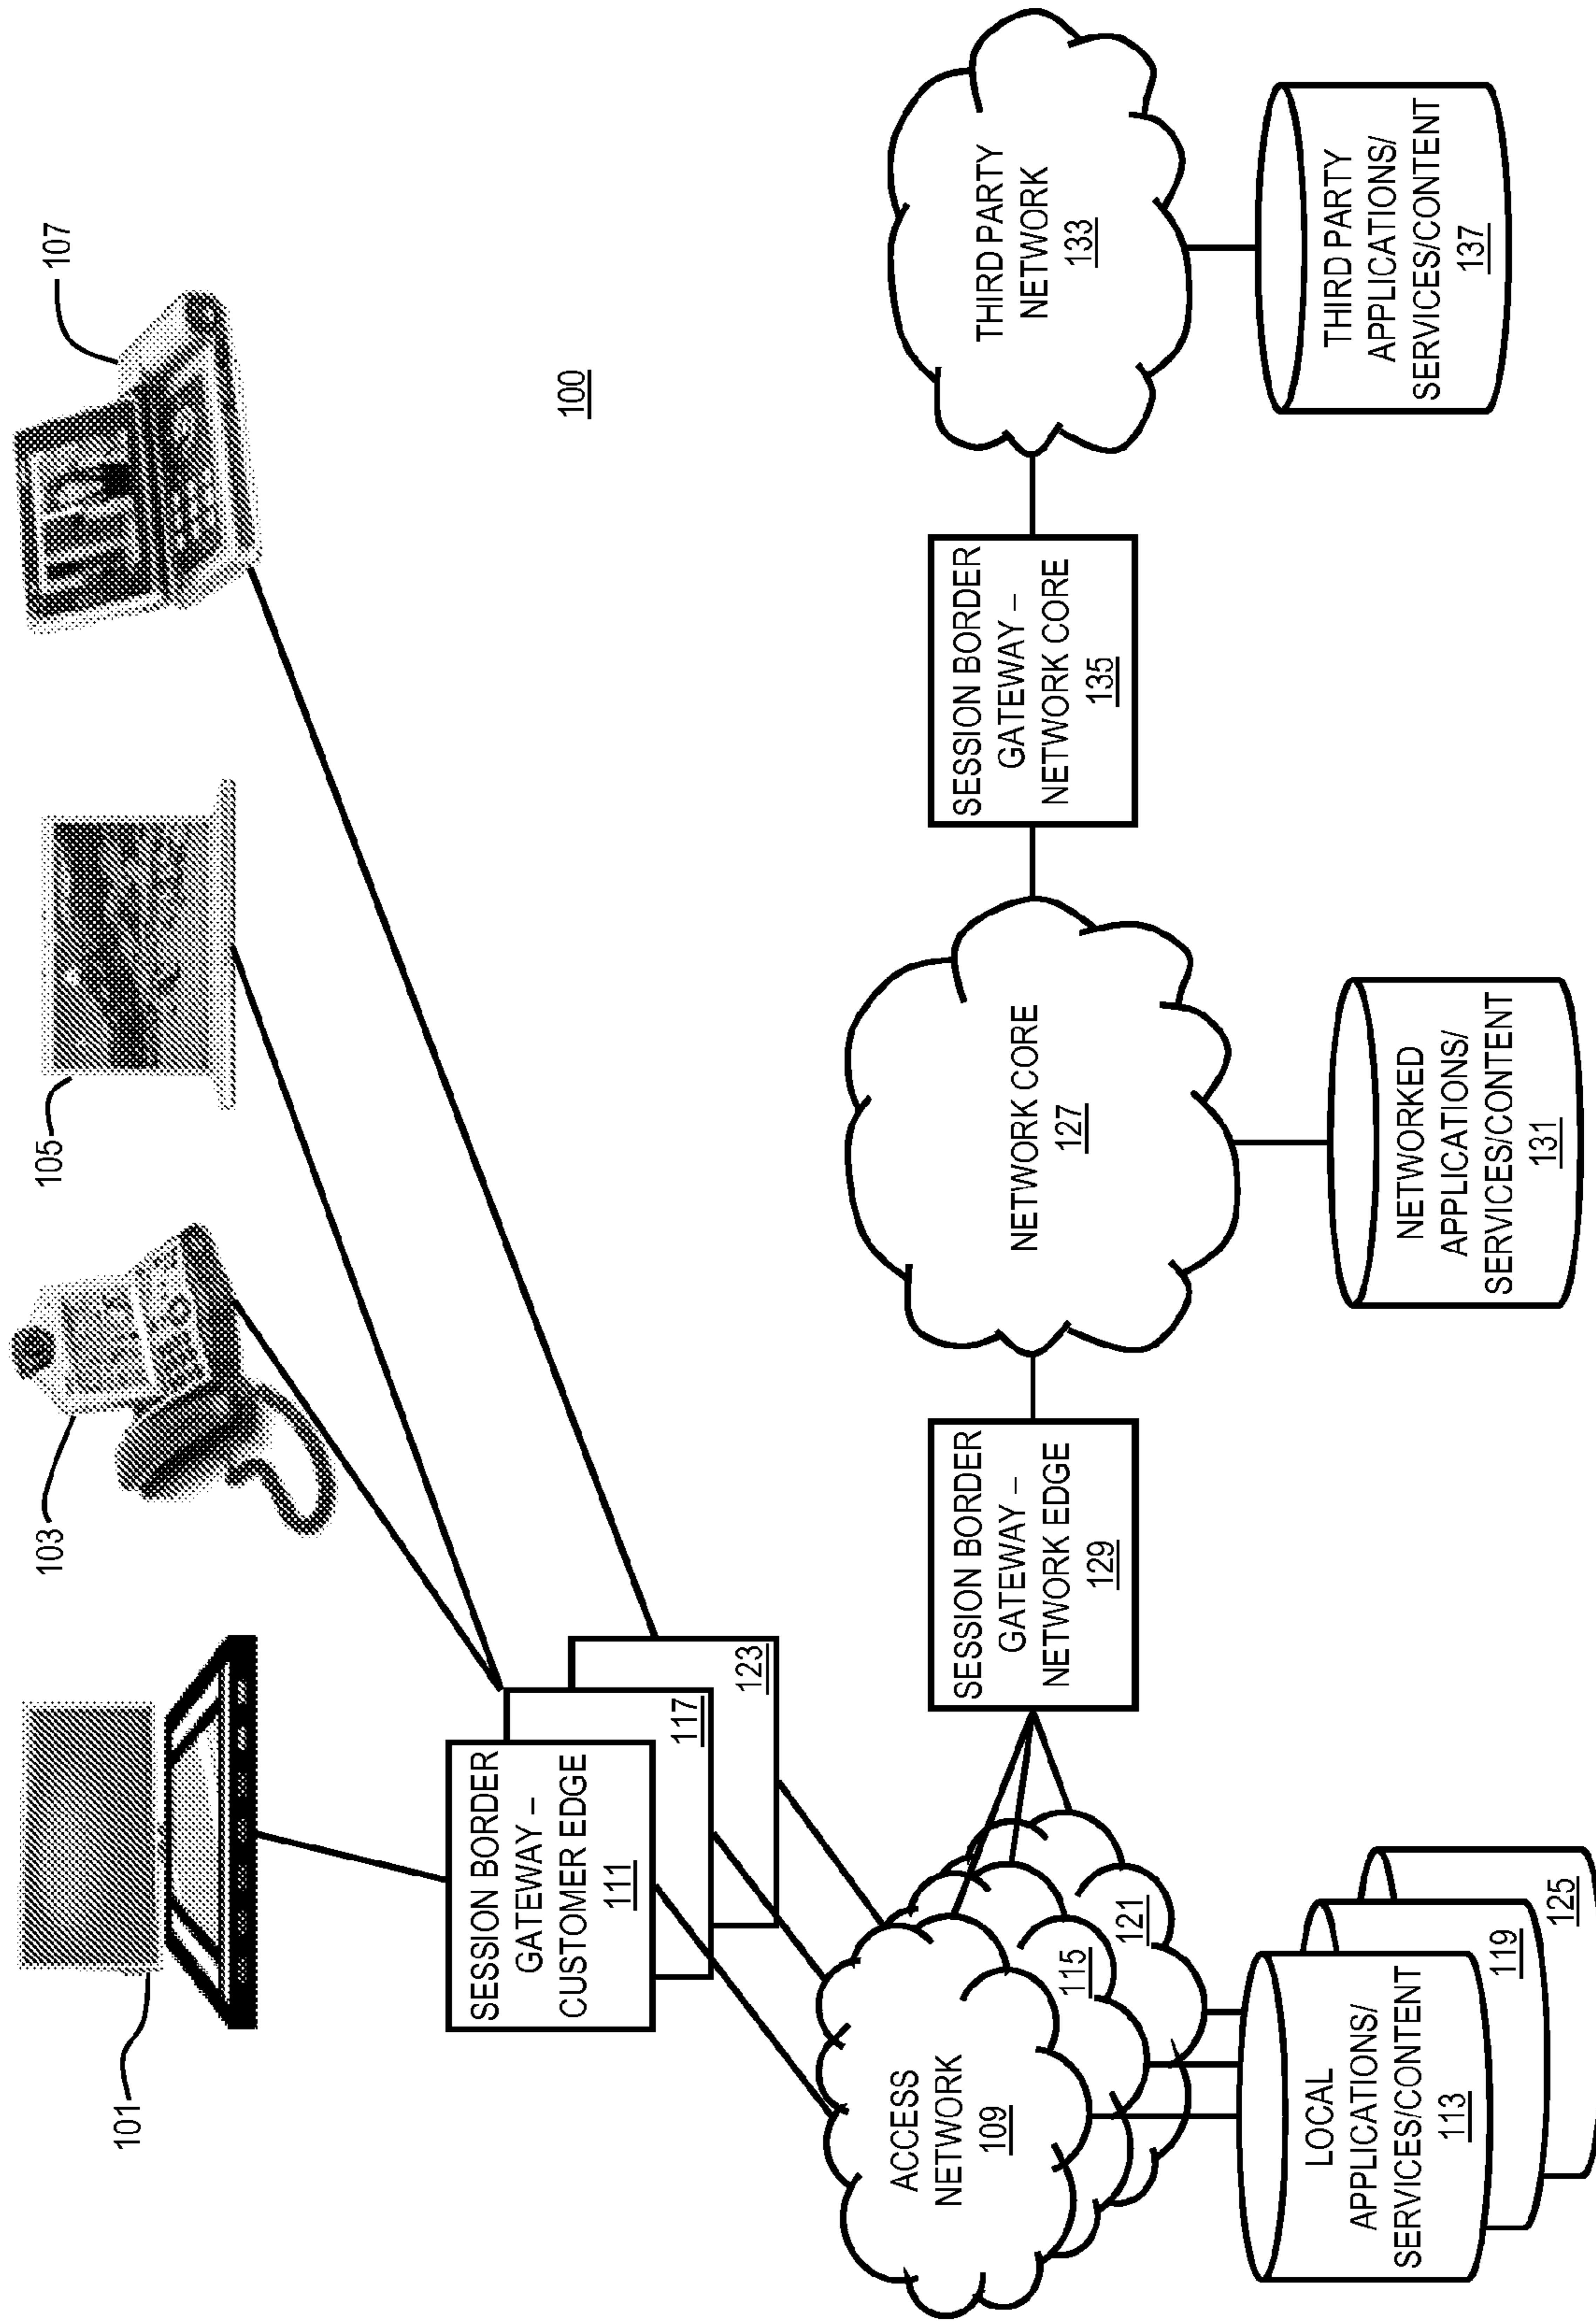 101
103
105
107
100
SESSION BORDER
GATEWAY –
CUSTOMER EDGE
111
117
123
ACCESS
NETWORK
109
115
121
SESSION BORDER
GATEWAY –
NETWORK EDGE
129
NETWORK CORE
127
SESSION BORDER
GATEWAY –
NETWORK CORE
135
THIRD PARTY
NETWORK
133
LOCAL
APPLICATIONS/
SERVICES/CONTENT
113
119
125
NETWORKED
APPLICATIONS/
SERVICES/CONTENT
131
THIRD PARTY
APPLICATIONS/
SERVICES/CONTENT
137